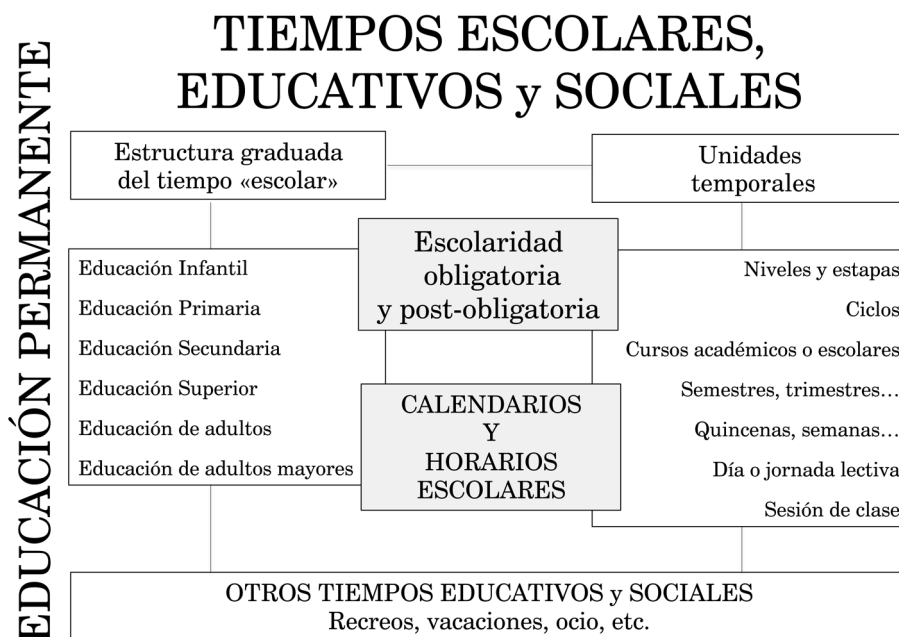 TIEMPOS ESCOLARES,
EDUCATIVOS y SOCIALES
EDUCACIÓN PERMANENTE
Estructura graduada
del tiempo «escolar»
Unidades
temporales
Escolaridad
obligatoria
y post-obligatoria
Educación Infantil
Educación Primaria
Educación Secundaria
Educación Superior
Educación de adultos
Educación de adultos mayores
CALENDARIOS
Y
HORARIOS
ESCOLARES
Niveles y etapas
Ciclos
Cursos académicos o escolares
Semestres, trimestres…
Quincenas, semanas…
Día o jornada lectiva
Sesión de clase
OTROS TIEMPOS EDUCATIVOS y SOCIALES
Recreos, vacaciones, ocio, etc.